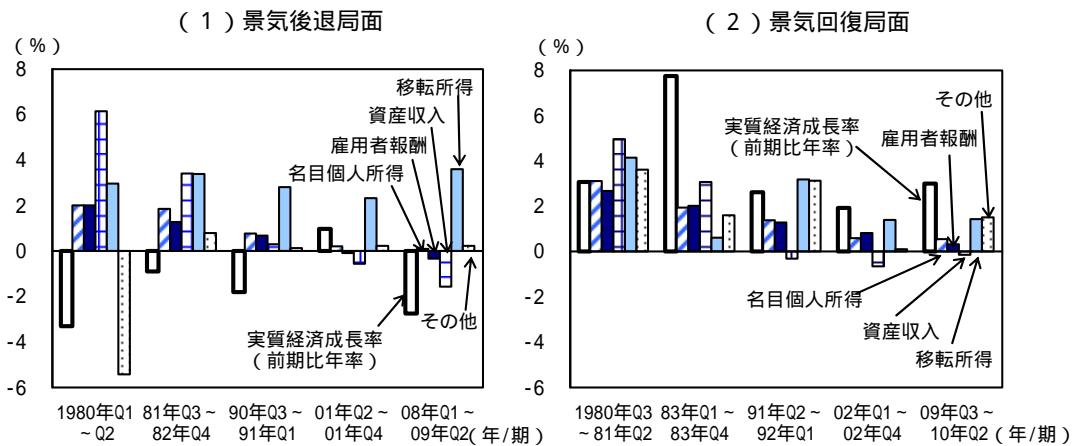 （１）景気後退局面
（％）
8
6
4
2
0
-2
-4
-6
移転所得
資産収入
雇用者報酬
名目個人所得
実質経済成長率
（前期比年率）
その他
1980年Q1
～Q2
81年Q3～
82年Q4
90年Q3～
91年Q1
01年Q2～
01年Q4
08年Q1～
09年Q2
（年/期）
（２）景気回復局面
（％）
8
6
4
2
0
-2
-4
-6
その他
実質経済成長率
（前期比年率）
雇用者報酬
名目個人所得
資産収入
移転所得
1980年Q3
～81年Q2
83年Q1～
83年Q4
91年Q2～
92年Q1
02年Q1～
02年Q4
09年Q3～
10年Q2
（年/期）